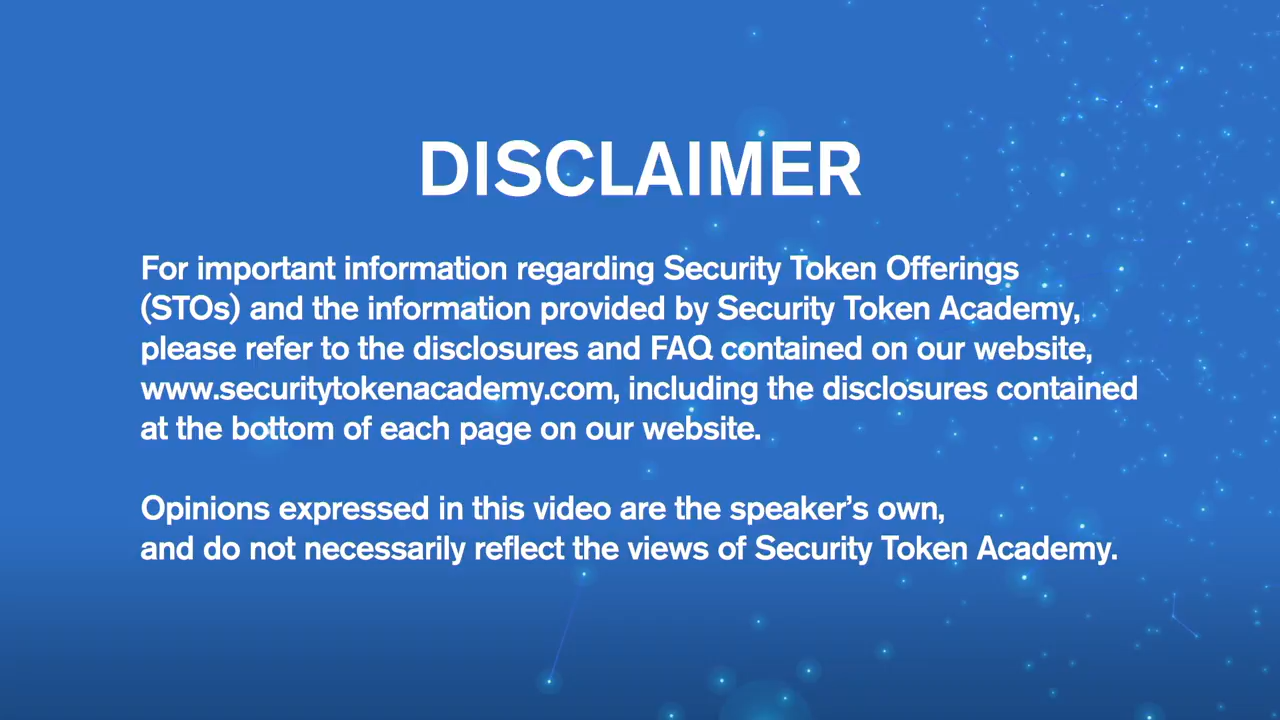 DISCLAIMER
For important information regarding Security Token Offerings
(STOs) and the information provided by Security Token Academy,
please refer to the disclosures and FAQ contained on our website,
www.securitytokenacademy.com, including the disclosures contained
at the bottom of each page on our website.
Opinions expressed in this video are the speaker’s own,
and do not necessarily reflect the views of Security Token Academy.